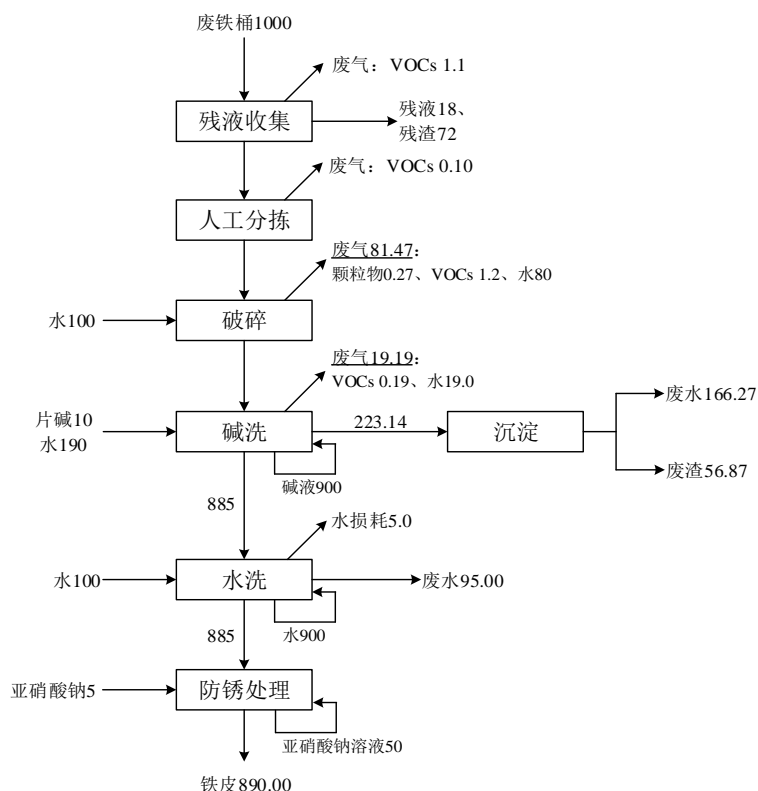 废铁桶1000
废气：VOCs 1.1
残液收集
残液18、
残渣72
废气：VOCs 0.10
人工分拣
废气81.47：
颗粒物0.27、VOCs 1.2、水80
水100
破碎
废气19.19：
VOCs 0.19、水19.0
片碱10
水190
碱洗
223.14
沉淀
废水166.27
废渣56.87
碱液900
885
水损耗5.0
水100
水洗
废水95.00
水900
885
亚硝酸钠5
防锈处理
亚硝酸钠溶液50
铁皮890.00